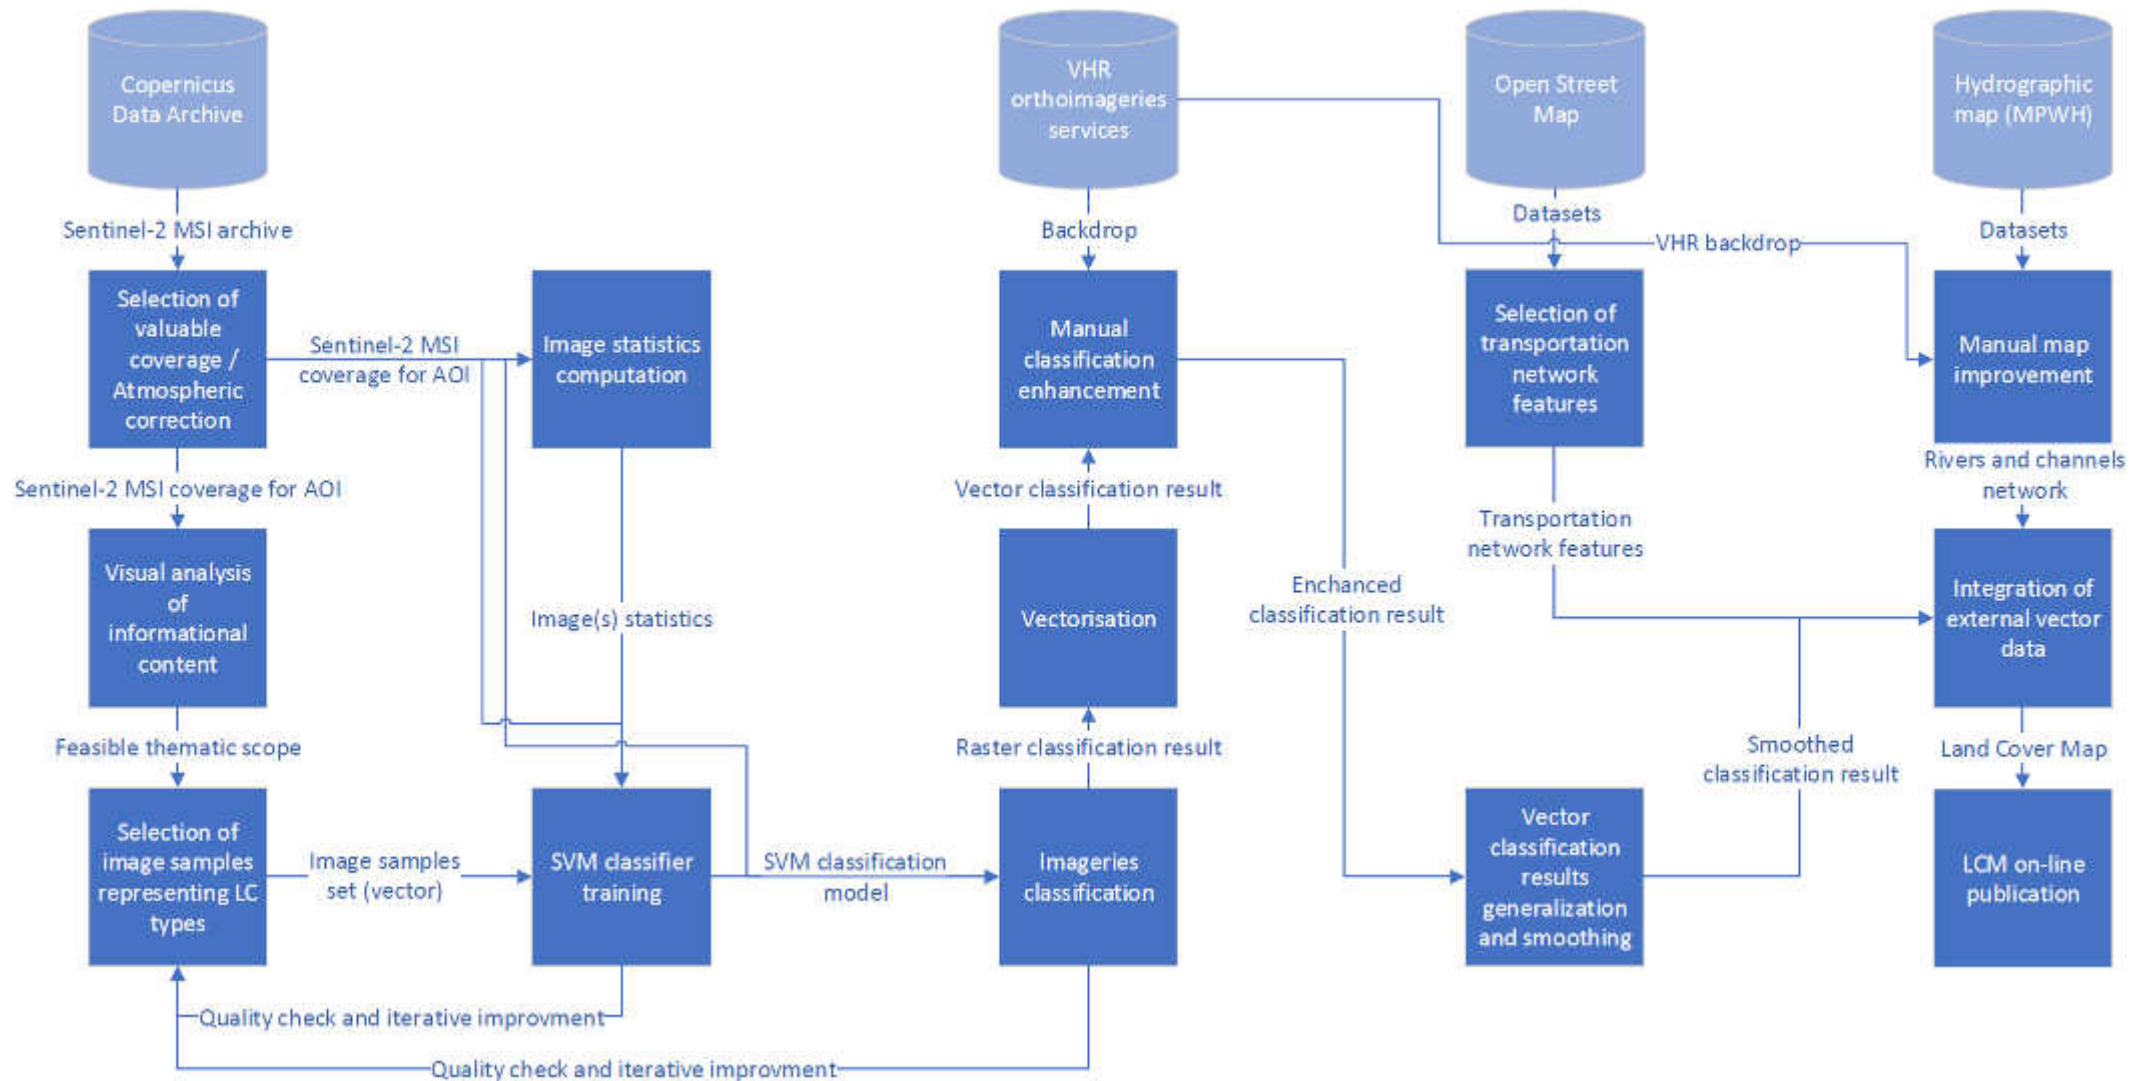 Copernicus
Data Archive
VHR
orthoimageries
services
Open Street
Map
Hydrographic
map (MPWH)
Sentinel-2 MSI archive
Backdrop
Datasets
VHR backdrop
Datasets
Selection of
valuable
coverage /
Atmospheric
correction
Sentinel-2 MSI
coverage for AOI
Image statistics
computation
Manual
classification
enhancement
Selection of
transportation
network
features
Manual map
improvement
Sentinel-2 MSI coverage for AOI
Vector classification result
Transportation
network features
Rivers and channels
network
Visual analysis
of
informational
content
Image(s) statistics
Vectorisation
Enchanced
classification result
Integration of
external vector
data
Feasible thematic scope
Raster classification result
Smoothed
classification result
Land Cover Map
Selection of
image samples
representing LC
types
Image samples
set (vector)
SVM classifier
training
SVM classification
model
Imageries
classification
Vector
classification
results
generalization
and smoothing
LCM on-line
publication
Quality check and iterative improvment
Quality check and iterative improvment